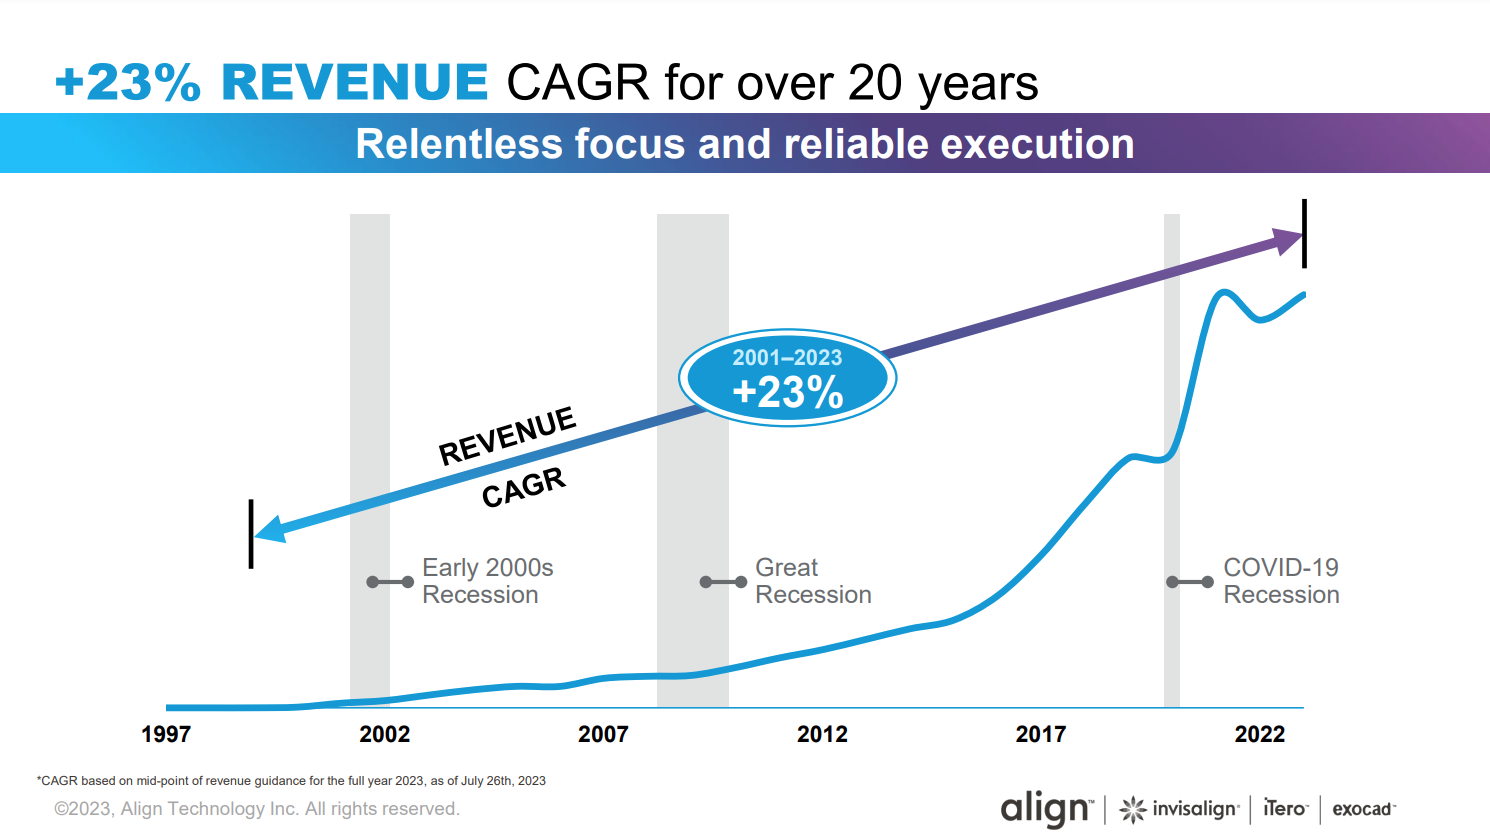 +23% REVENUE CAGR for over 20 years
Relentless focus and reliable execution
2001–2023
+23%
REVENUE
CAGR
Early 2000s
Recession
Great
Recession
COVID-19
Recession
1997 2002 2007 2012 2017 2022
*CAGR based on mid-point of revenue guidance for the full year 2023, as of July 26th, 2023
©2023, Align Technology Inc. All rights reserved.
align™ | invisalign® | iTero™ | exocad™